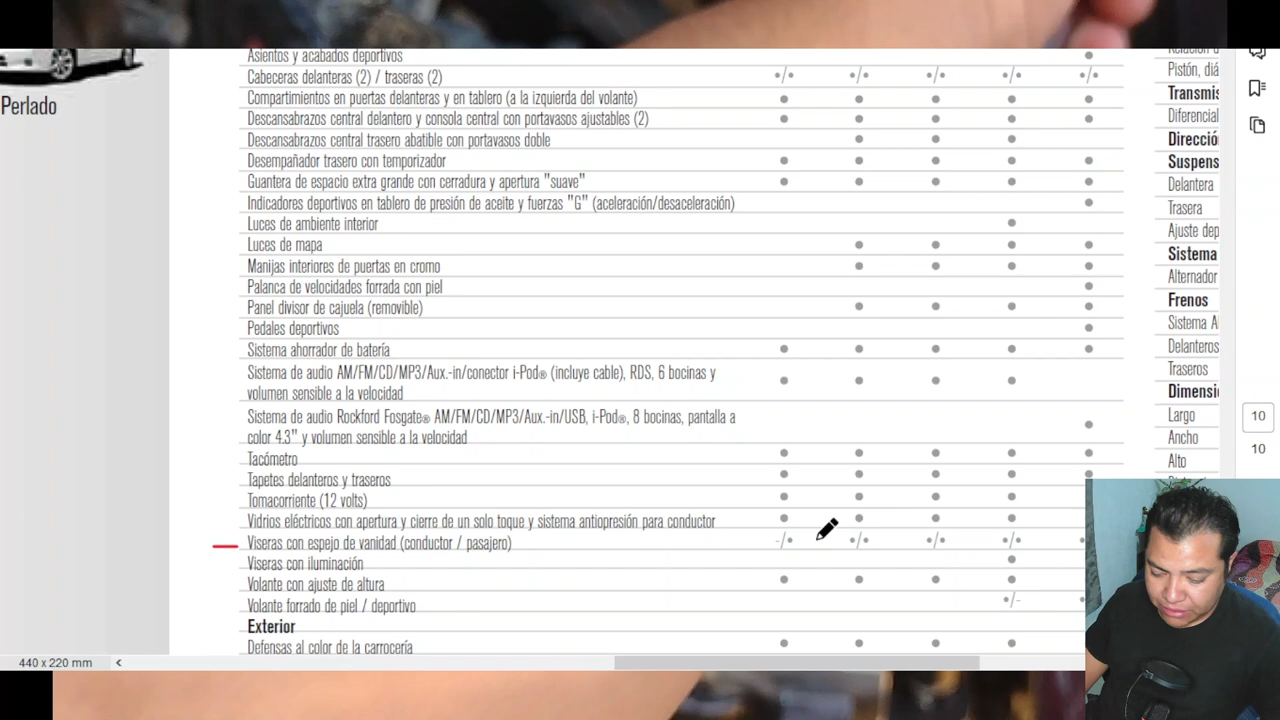 Perlado
Asientos y acabados deportivos
Cabeceras delanteras (2) / traseras (2)
Compartimientos en puertas delanteras y en tablero (a la izquierda del volante)
Descansabrazos central delantero y consola central con portavasos ajustables (2)
Descansabrazos central trasero abatible con portavasos doble
Desempañador trasero con temporizador
Guantera de espacio extra grande con cerradura y apertura "suave"
Indicadores deportivos en tablero de presión de aceite y fuerzas "G" (aceleración/desaceleración)
Luces de ambiente interior
Luces de mapa
Manijas interiores de puertas en cromo
Palanca de velocidades forrada con piel
Panel divisor de cajuela (removible)
Pedales deportivos
Sistema ahorrador de batería
Sistema de audio AM/FM/CD/MP3/Aux.-in/conector i-Pod® (incluye cable), RDS, 6 bocinas y
volumen sensible a la velocidad
Sistema de audio Rockford Fosgate® AM/FM/CD/MP3/Aux.-in/USB, i-Pod®, 8 bocinas, pantalla a
color 4.3" y volumen sensible a la velocidad
Tacómetro
Tapetes delanteros y traseros
Tomacorriente (12 volts)
Vidrios eléctricos con apertura y cierre de un solo toque y sistema antiopresión para conductor
Viseras con espejo de vanidad (conductor / pasajero)
Viseras con iluminación
Volante con ajuste de altura
Volante forrado de piel / deportivo
Exterior
Defensas al color de la carrocería
Pistón, diá
Transmis
Diferencial
Direcció
Suspens
Delantera
Trasera
Ajuste dep
Sistema
Alternador
Frenos
Sistema A
Delanteros
Traseros
Dimensi
Largo
Ancho
Alto
10
10
440 x 220 mm